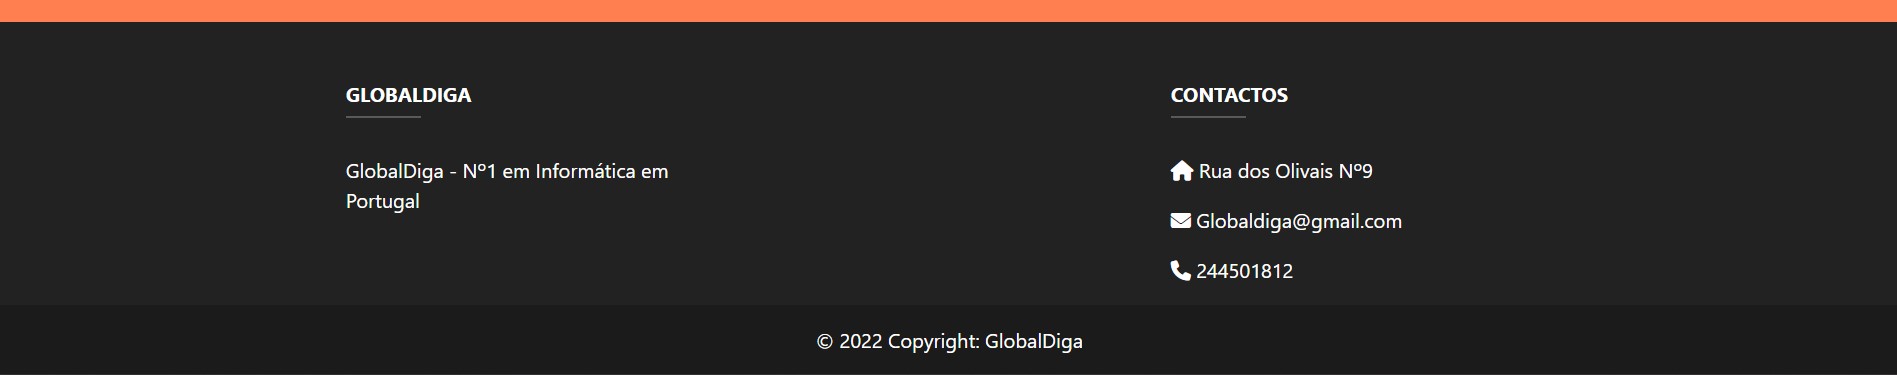 GLOBALDIGA
GlobalDiga - Nº1 em Informática em
Portugal
CONTACTOS
Rua dos Olivais Nº9
Globaldiga@gmail.com
244501812
© 2022 Copyright: GlobalDiga